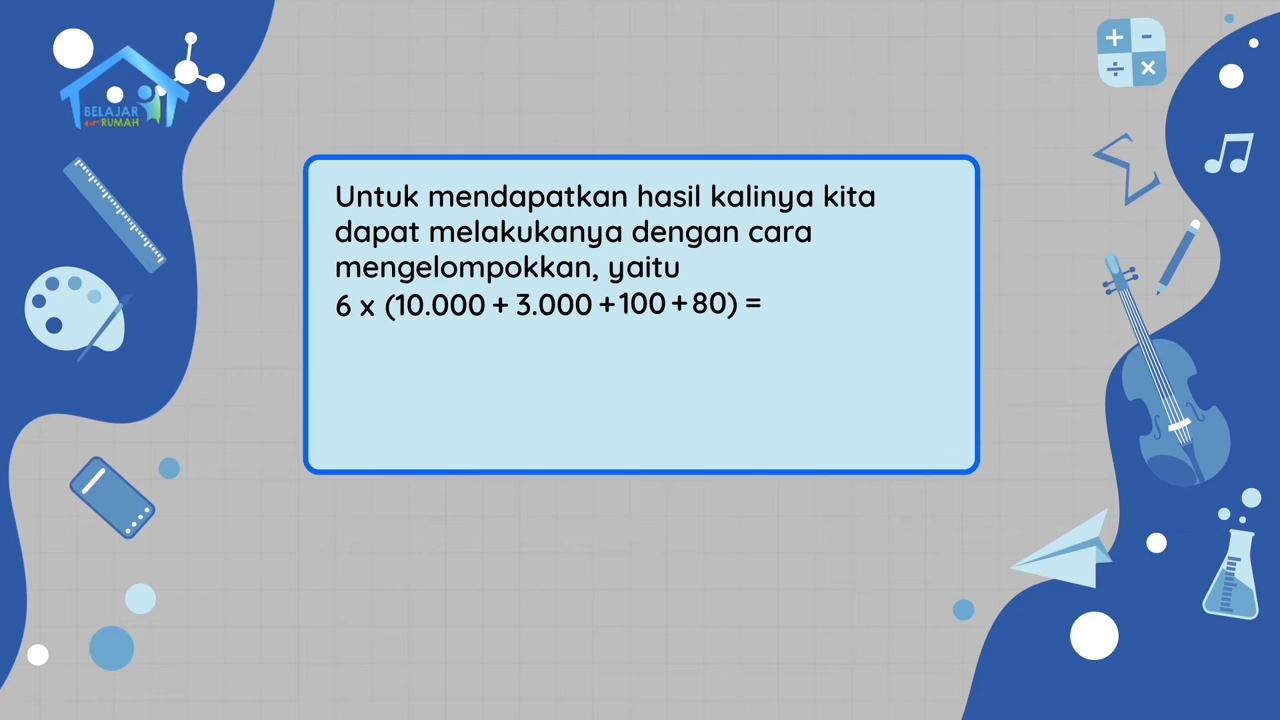 BELAJAR
dari RUMAH
Untuk mendapatkan hasil kalinya kita
dapat melakukanya dengan cara
mengelompokkan, yaitu
6 x (10.000 + 3.000 + 100 + 80) =